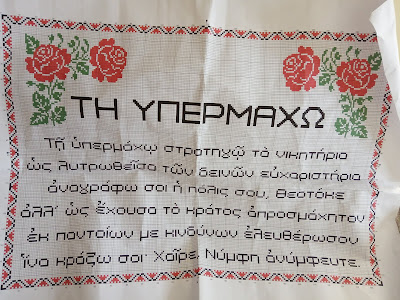 ΤΗ ΥΠΕΡΜΑΧΩ
Τῇ ὑπερμάχῳ στρατηγῷ τὰ νικητήρια
ὡς λυτρωθεῖσα τῶν δεινῶν εὐχαριστήρια
ἀναγράφω σοι ἡ πόλις σου, Θεοτόκε
ἀλλ' ὡς ἔχουσα τὸ κράτος ἀπροσμάχητον
ἐκ παντοίων με κινδύνων ἐλευθέρωσον
ἵνα κράζω σοι· Χαῖρε, Νύμφη ἀνύμφευτε.